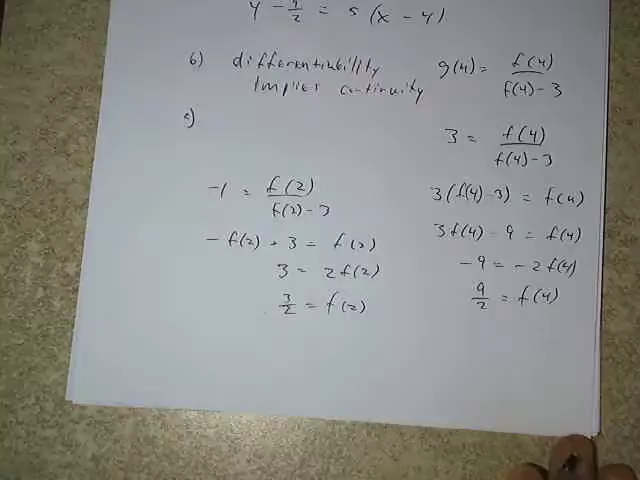 y - 9/2 = 5 (x - 4)
b) differentiability
implies continuity
c)
-1 = f(2) / f(2) - 3
-f(2) + 3 = f(2)
3 = 2f(2)
3/2 = f(2)
g(4) = f(4) / f(4) - 3
3 = f(4) / f(4) - 3
3(f(4) - 3) = f(4)
3f(4) - 9 = f(4)
-9 = -2f(4)
9/2 = f(4)